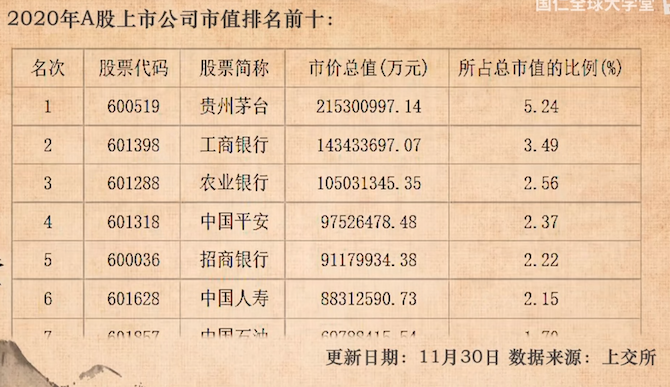 国仁全球大学堂
2020年A股上市公司市值排名前十：
名次 股票代码 股票简称 市价总值(万元) 所占总市值的比例(%)
1 600519 贵州茅台 215300997.14 5.24
2 601398 工商银行 143433697.07 3.49
3 601288 农业银行 105031345.35 2.56
4 601318 中国平安 97526478.48 2.37
5 600036 招商银行 91179934.38 2.22
6 601628 中国人寿 88312590.73 2.15
7 601857 中国石油
更新日期：11月30日 数据来源：上交所